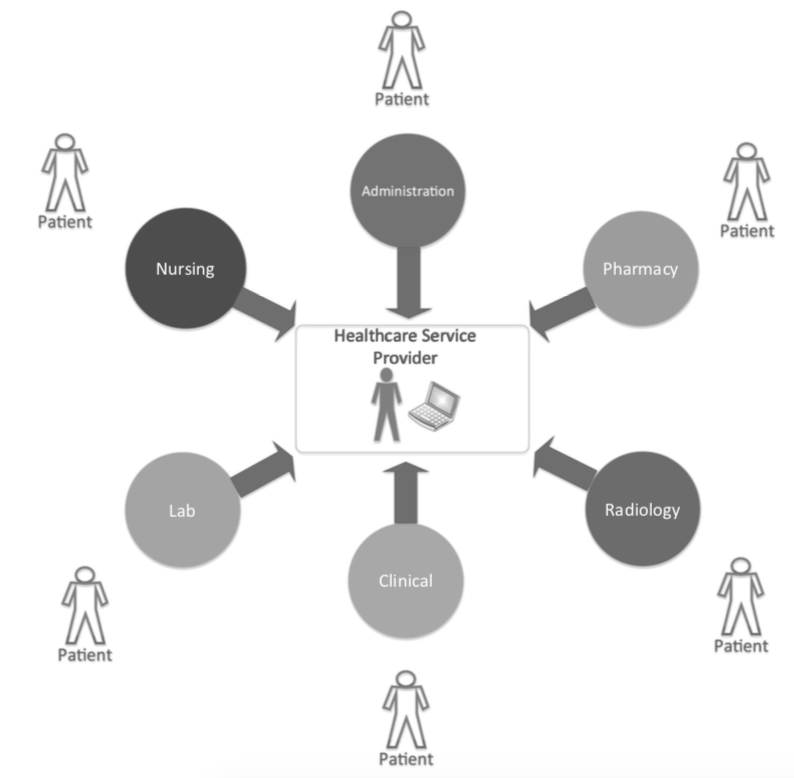 Patient
Patient
Patient
Administration
Nursing
Pharmacy
Healthcare Service
Provider
Lab
Radiology
Clinical
Patient
Patient
Patient